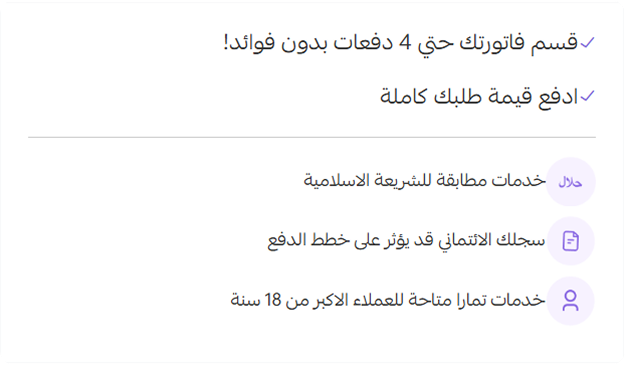 قسم فاتورتك حتي 4 دفعات بدون فوائد!
ادفع قيمة طلبك كاملة
حلال
خدمات مطابقة للشريعة الاسلامية
سجلك الائتماني قد يؤثر على خطط الدفع
خدمات تمارا متاحة للعملاء الاكبر من 18 سنة